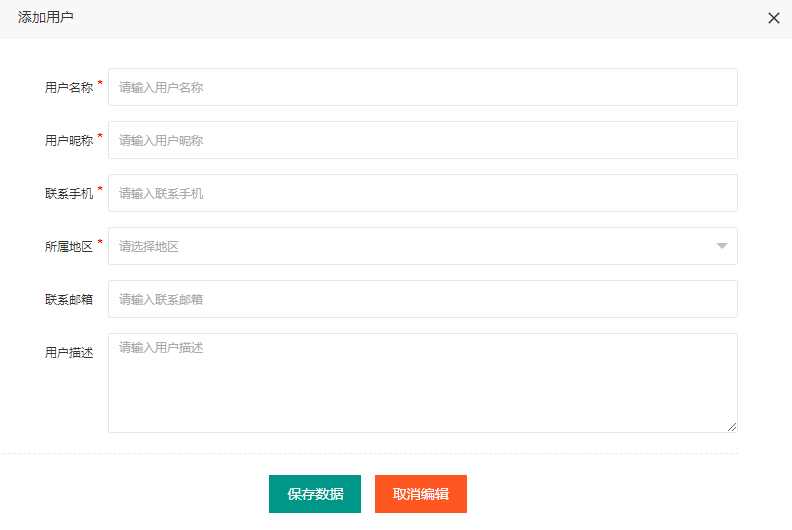 添加用户
用户名称 *
请输入用户名称
用户昵称 *
请输入用户昵称
联系手机 *
请输入联系手机
所属地区 *
请选择地区
联系邮箱
请输入联系邮箱
用户描述
请输入用户描述
保存数据
取消编辑